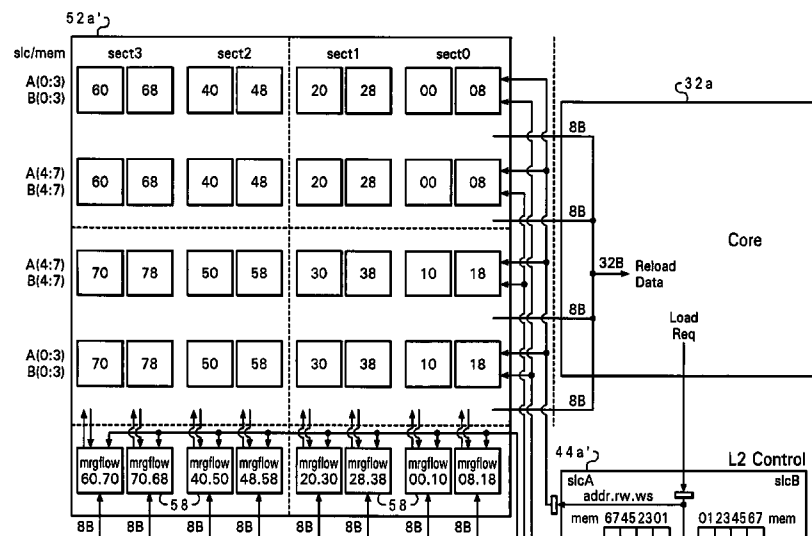 52a'
32a
slc/mem sect3 sect2 sect1 sect0
A(0:3)
B(0:3)
60 68 40 48 20 28 00 08
8B
A(4:7)
B(4:7)
60 68 40 48 20 28 00 08
8B
Core
A(4:7)
B(4:7)
70 78 50 58 30 38 10 18
32B
Reload
Data
8B
Load
Req
A(0:3)
B(0:3)
70 78 50 58 30 38 10 18
8B
44a'
L2 Control
mrgflow
60.70
mrgflow
70.68
mrgflow
40.50
mrgflow
48.58
mrgflow
20.30
mrgflow
28.38
mrgflow
00.10
mrgflow
08.18
58 58
8B 8B 8B 8B 8B 8B 8B 8B
slcA slcB
addr.rw.ws
mem 67452301 01234567 mem